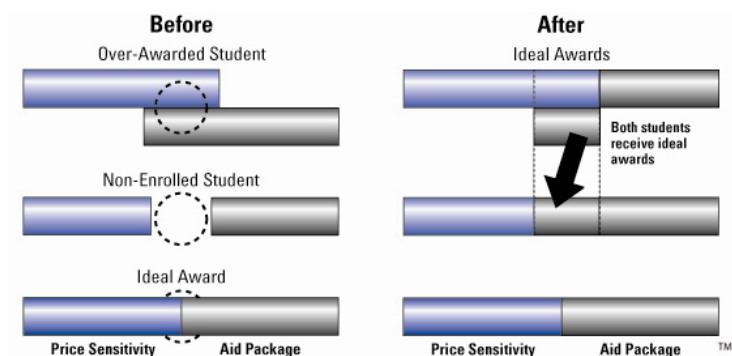 Before
Over-Awarded Student
Non-Enrolled Student
Ideal Award
Price Sensitivity
Aid Package
After
Ideal Awards
Both students
receive ideal
awards
Price Sensitivity
Aid Package
TM